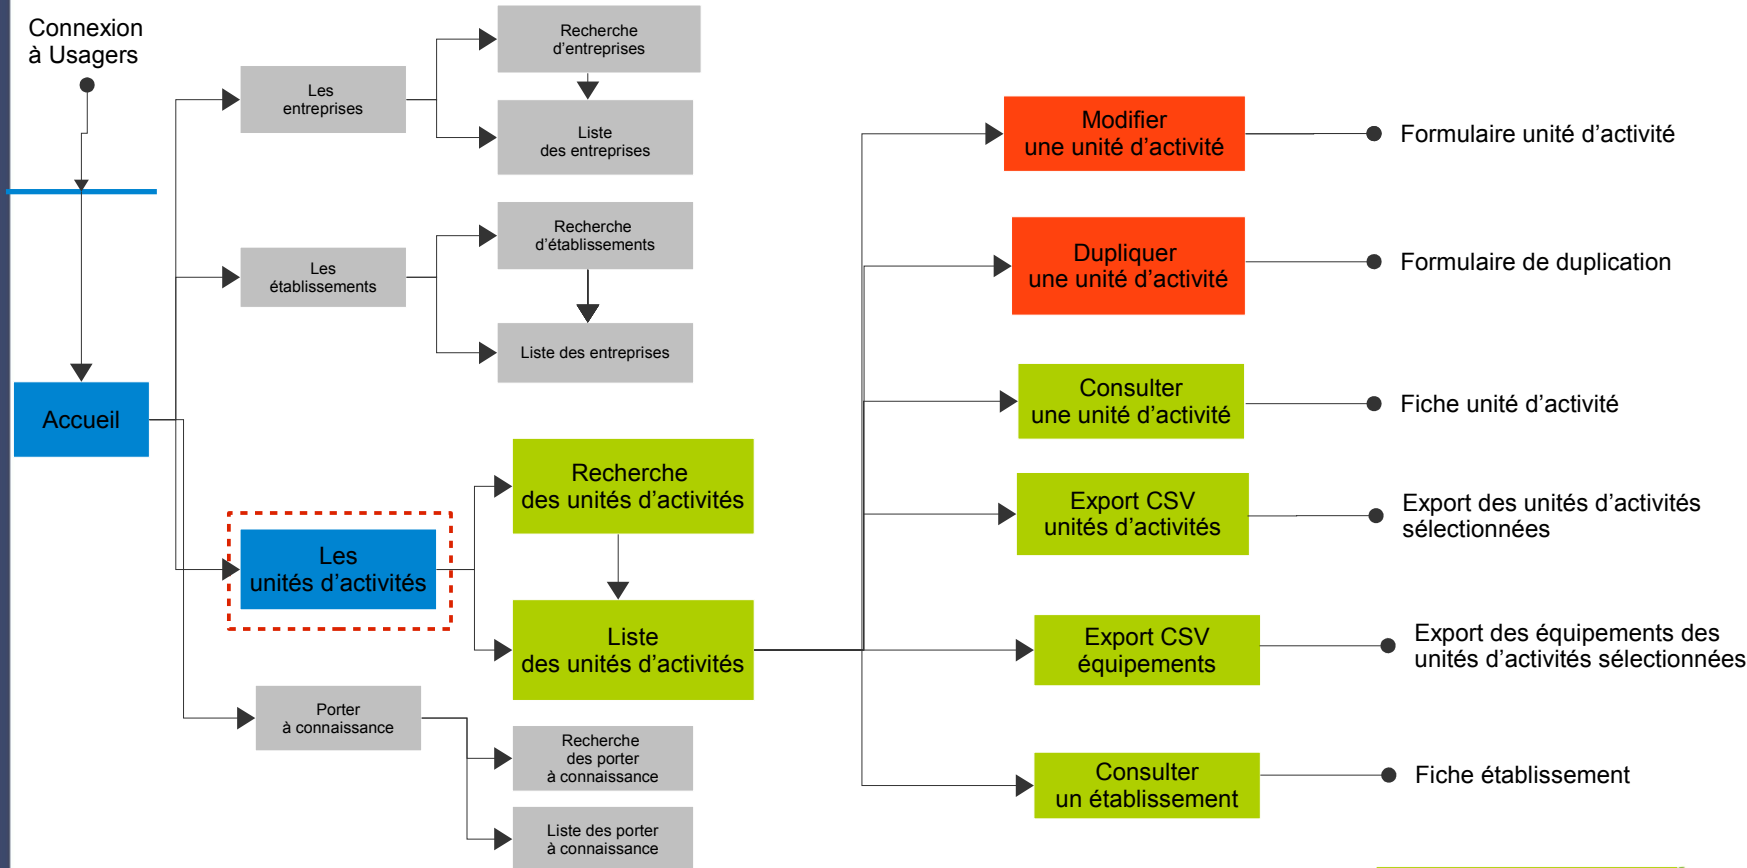 Connexion
à Usagers
Accueil
Les
entreprises
Recherche
d'entreprises
Liste
des entreprises
Les
établissements
Recherche
d'établissements
Liste des entreprises
Les
unités d'activités
Recherche
des unités d'activités
Liste
des unités d'activités
Porter
à connaissance
Recherche
des porter
à connaissance
Liste des porter
à connaissance
Modifier
une unité d'activité
Formulaire unité d'activité
Dupliquer
une unité d'activité
Formulaire de duplication
Consulter
une unité d'activité
Fiche unité d'activité
Export CSV
unités d'activités
Export des unités d'activités
sélectionnées
Export CSV
équipements
Export des équipements des
unités d'activités sélectionnées
Consulter
un établissement
Fiche établissement